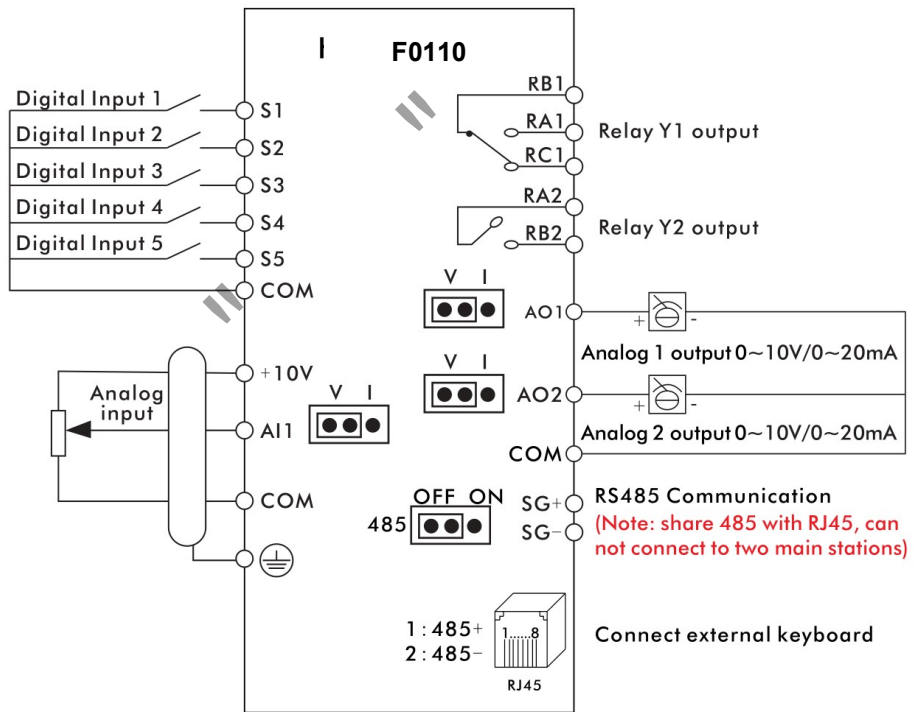 F0110
Digital Input 1
S1
Digital Input 2
S2
Digital Input 3
S3
Digital Input 4
S4
Digital Input 5
S5
COM
+10V
Analog
input
V I
AI1
COM
RB1
RA1
RC1
Relay Y1 output
RA2
RB2
Relay Y2 output
V I
AO1
+ -
Analog 1 output 0~10V/0~20mA
V I
AO2
+ -
Analog 2 output 0~10V/0~20mA
COM
OFF ON
485
SG+
SG-
RS485 Communication
(Note: share 485 with RJ45, can
not connect to two main stations)
1:485+
2:485-
1......8
RJ45
Connect external keyboard